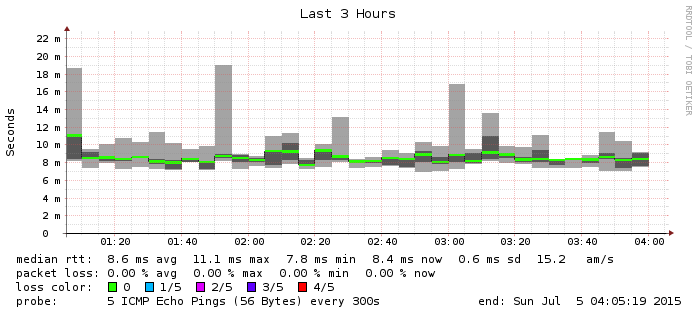 Last 3 Hours
RRDTOOL / TOBI OETIKER
Seconds
22 m
20 m
18 m
16 m
14 m
12 m
10 m
8 m
6 m
4 m
2 m
0
01:20 01:40 02:00 02:20 02:40 03:00 03:20 03:40 04:00
median rtt: 8.6 ms avg 11.1 ms max 7.8 ms min 8.4 ms now 0.6 ms sd 15.2 am/s
packet loss: 0.00 % avg 0.00 % max 0.00 % min 0.00 % now
loss color: 0 1/5 2/5 3/5 4/5
probe: 5 ICMP Echo Pings (56 Bytes) every 300s end: Sun Jul 5 04:05:19 2015